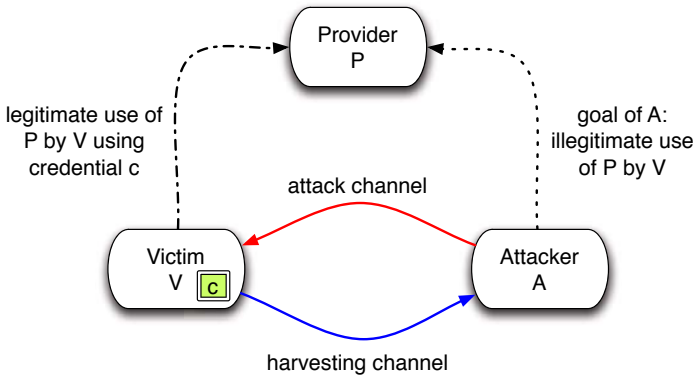 Provider
P
legitimate use of
P by V using
credential c
goal of A:
illegitimate use
of P by V
attack channel
Victim
V
c
Attacker
A
harvesting channel